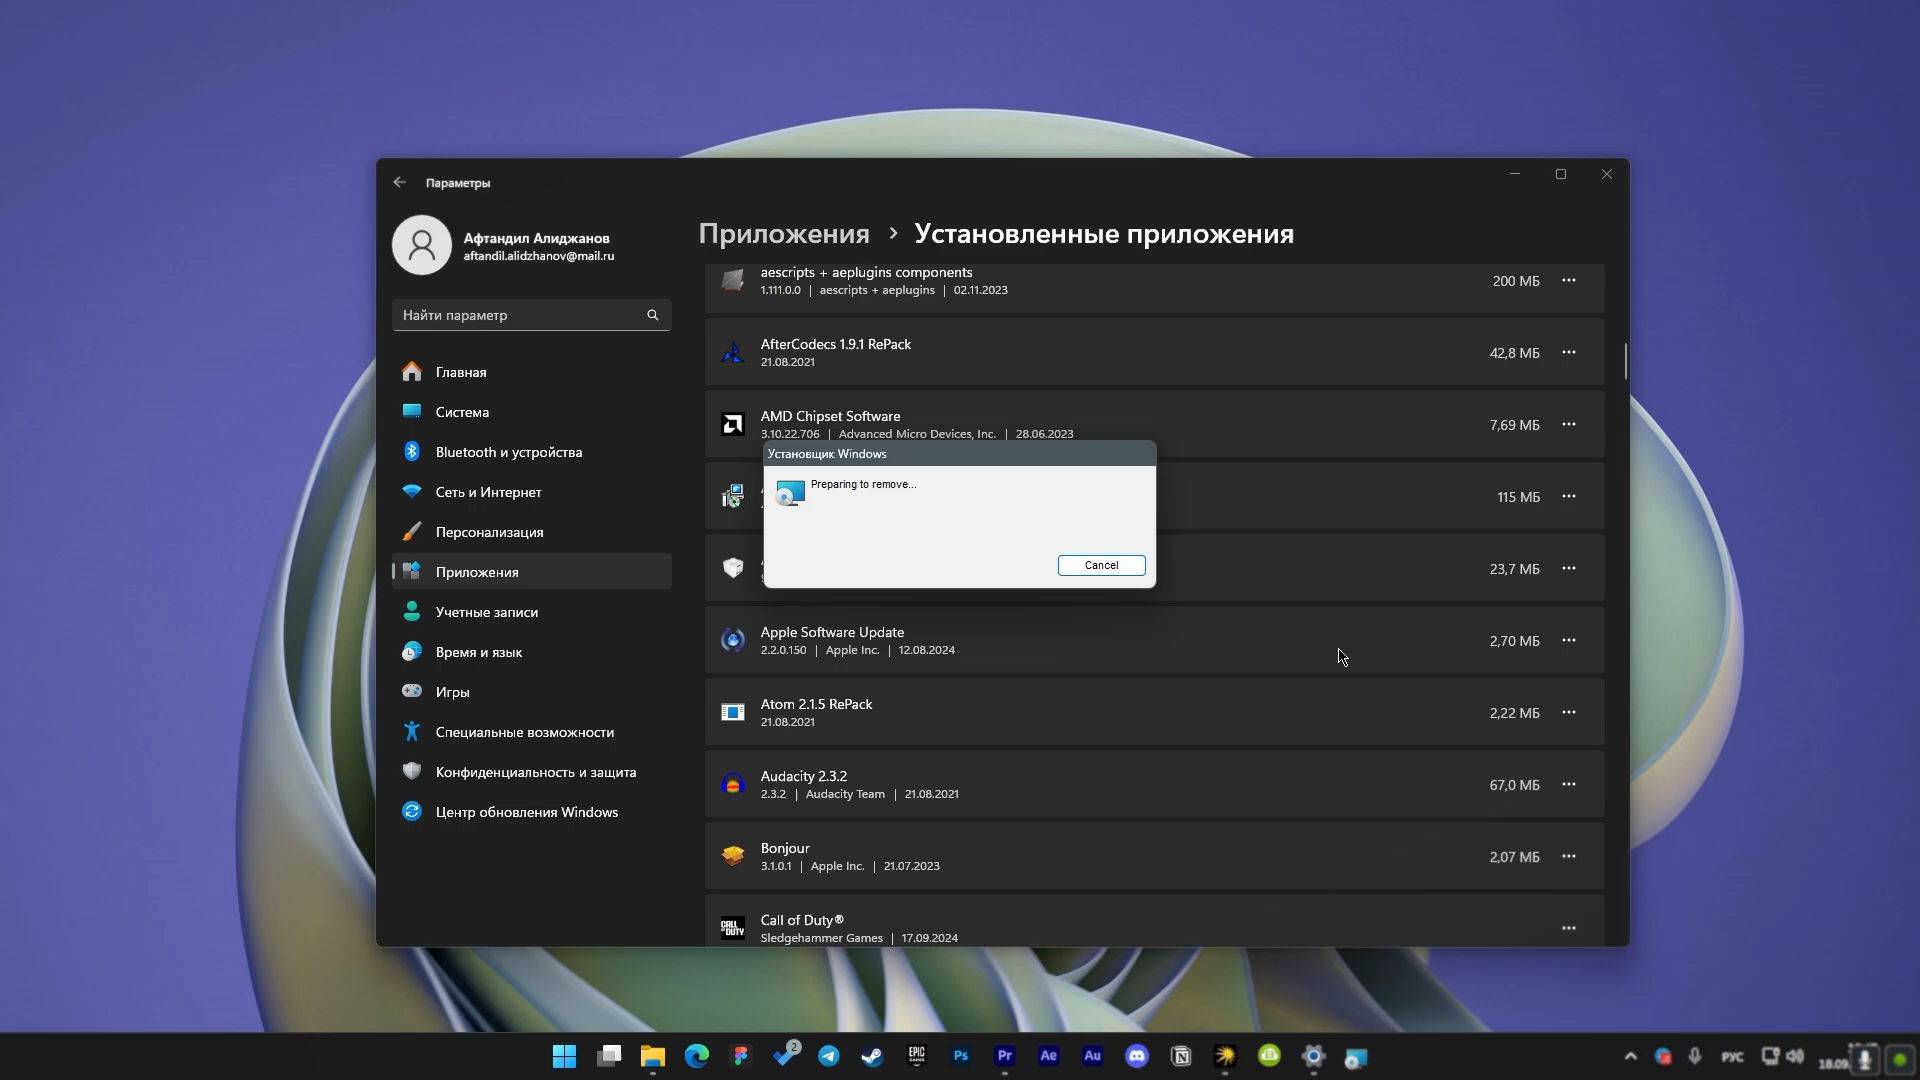 Параметры
Афтандил Алиджанов
aftandil.alidzhanov@mail.ru
Найти параметр
Главная
Система
Bluetooth и устройства
Сеть и Интернет
Персонализация
Приложения
Учетные записи
Время и язык
Игры
Специальные возможности
Конфиденциальность и защита
Центр обновления Windows
Приложения > Установленные приложения
aescripts + aeplugins components
1.111.0.0 | aescripts + aeplugins | 02.11.2023
200 МБ
AfterCodecs 1.9.1 RePack
21.08.2021
42,8 МБ
AMD Chipset Software
3.10.22.706 | Advanced Micro Devices, Inc. | 28.06.2023
7,69 МБ
Установщик Windows
Preparing to remove...
Cancel
115 МБ
23,7 МБ
Apple Software Update
2.2.0.150 | Apple Inc. | 12.08.2024
2,70 МБ
Atom 2.1.5 RePack
21.08.2021
2,22 МБ
Audacity 2.3.2
2.3.2 | Audacity Team | 21.08.2021
67,0 МБ
Bonjour
3.1.0.1 | Apple Inc. | 21.07.2023
2,07 МБ
CALL OF DUTY
Call of Duty®
Sledgehammer Games | 17.09.2024
2
EPIC GAMES
Ps
Pr
Ae
Au
РУС
18.09.